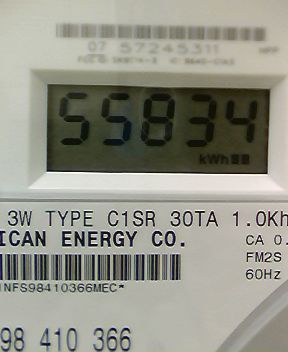 07 57245311
55834
kWh
3W TYPE C1SR 30TA 1.0Kh
ICAN ENERGY CO.
CA 0.
FM2S
60Hz
1NFS98410366MEC*
98 410 366